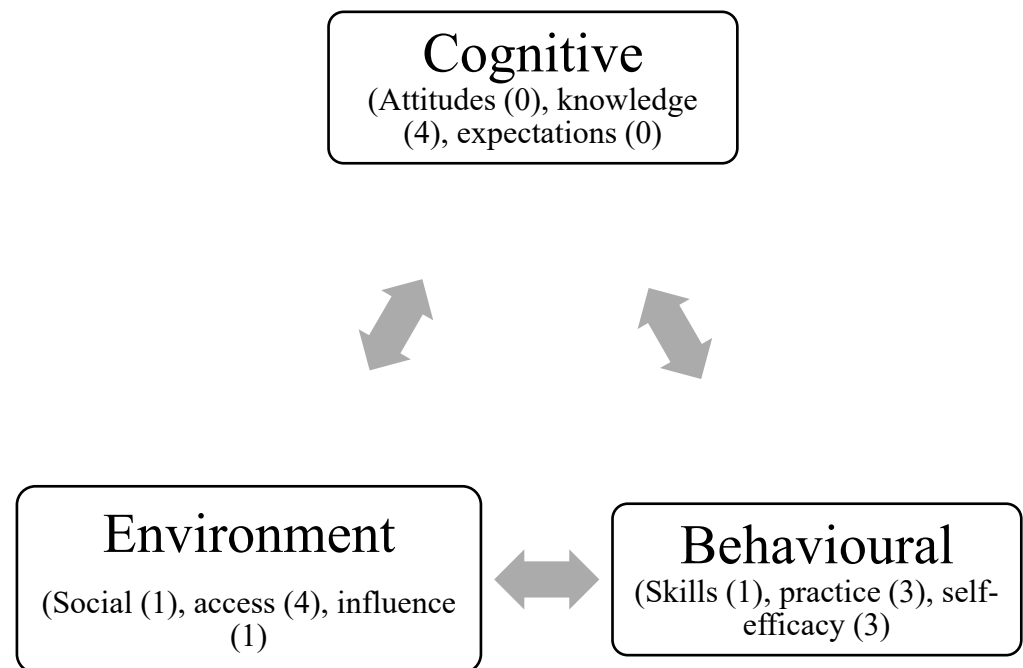 Cognitive
(Attitudes (0), knowledge
(4), expectations (0)
Environment
(Social (1), access (4), influence
(1)
Behavioural
(Skills (1), practice (3), self-
efficacy (3)